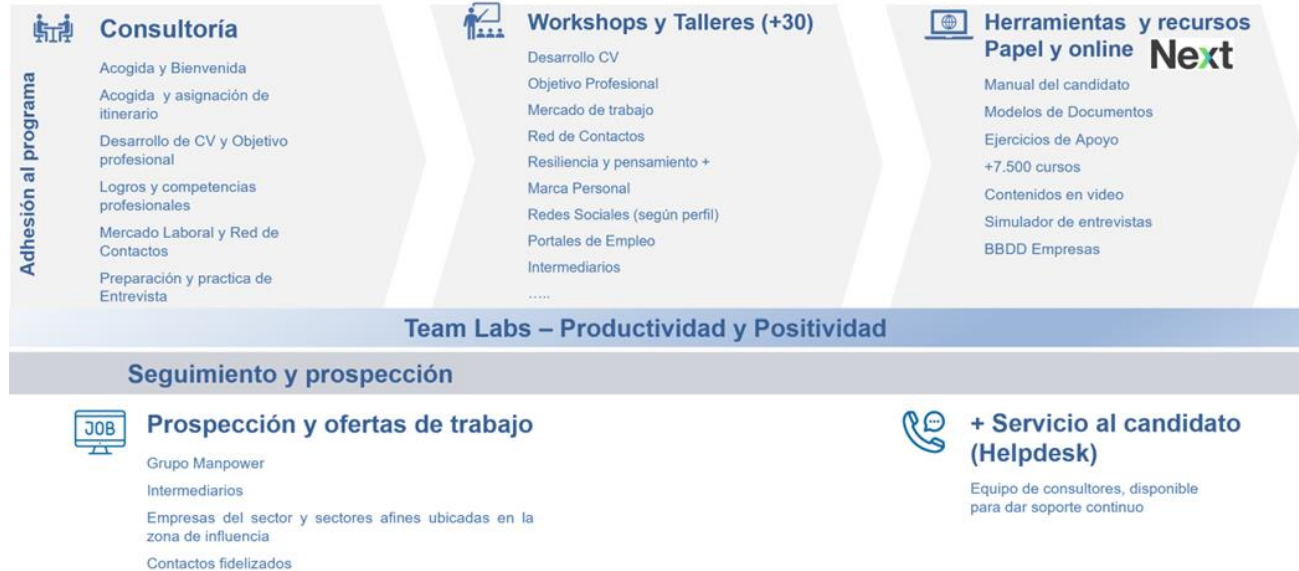 Adhesión al programa
Consultoría
Acogida y Bienvenida
Acogida y asignación de
itinerario
Desarrollo de CV y Objetivo
profesional
Logros y competencias
profesionales
Mercado Laboral y Red de
Contactos
Preparación y practica de
Entrevista
Workshops y Talleres (+30)
Desarrollo CV
Objetivo Profesional
Mercado de trabajo
Red de Contactos
Resiliencia y pensamiento +
Marca Personal
Redes Sociales (según perfil)
Portales de Empleo
Intermediarios
…..
Herramientas y recursos
Papel y online Next
Manual del candidato
Modelos de Documentos
Ejercicios de Apoyo
+7.500 cursos
Contenidos en video
Simulador de entrevistas
BBDD Empresas
Team Labs – Productividad y Positividad
Seguimiento y prospección
JOB
Prospección y ofertas de trabajo
Grupo Manpower
Intermediarios
Empresas del sector y sectores afines ubicadas en la
zona de influencia
Contactos fidelizados
+ Servicio al candidato
(Helpdesk)
Equipo de consultores, disponible
para dar soporte continuo